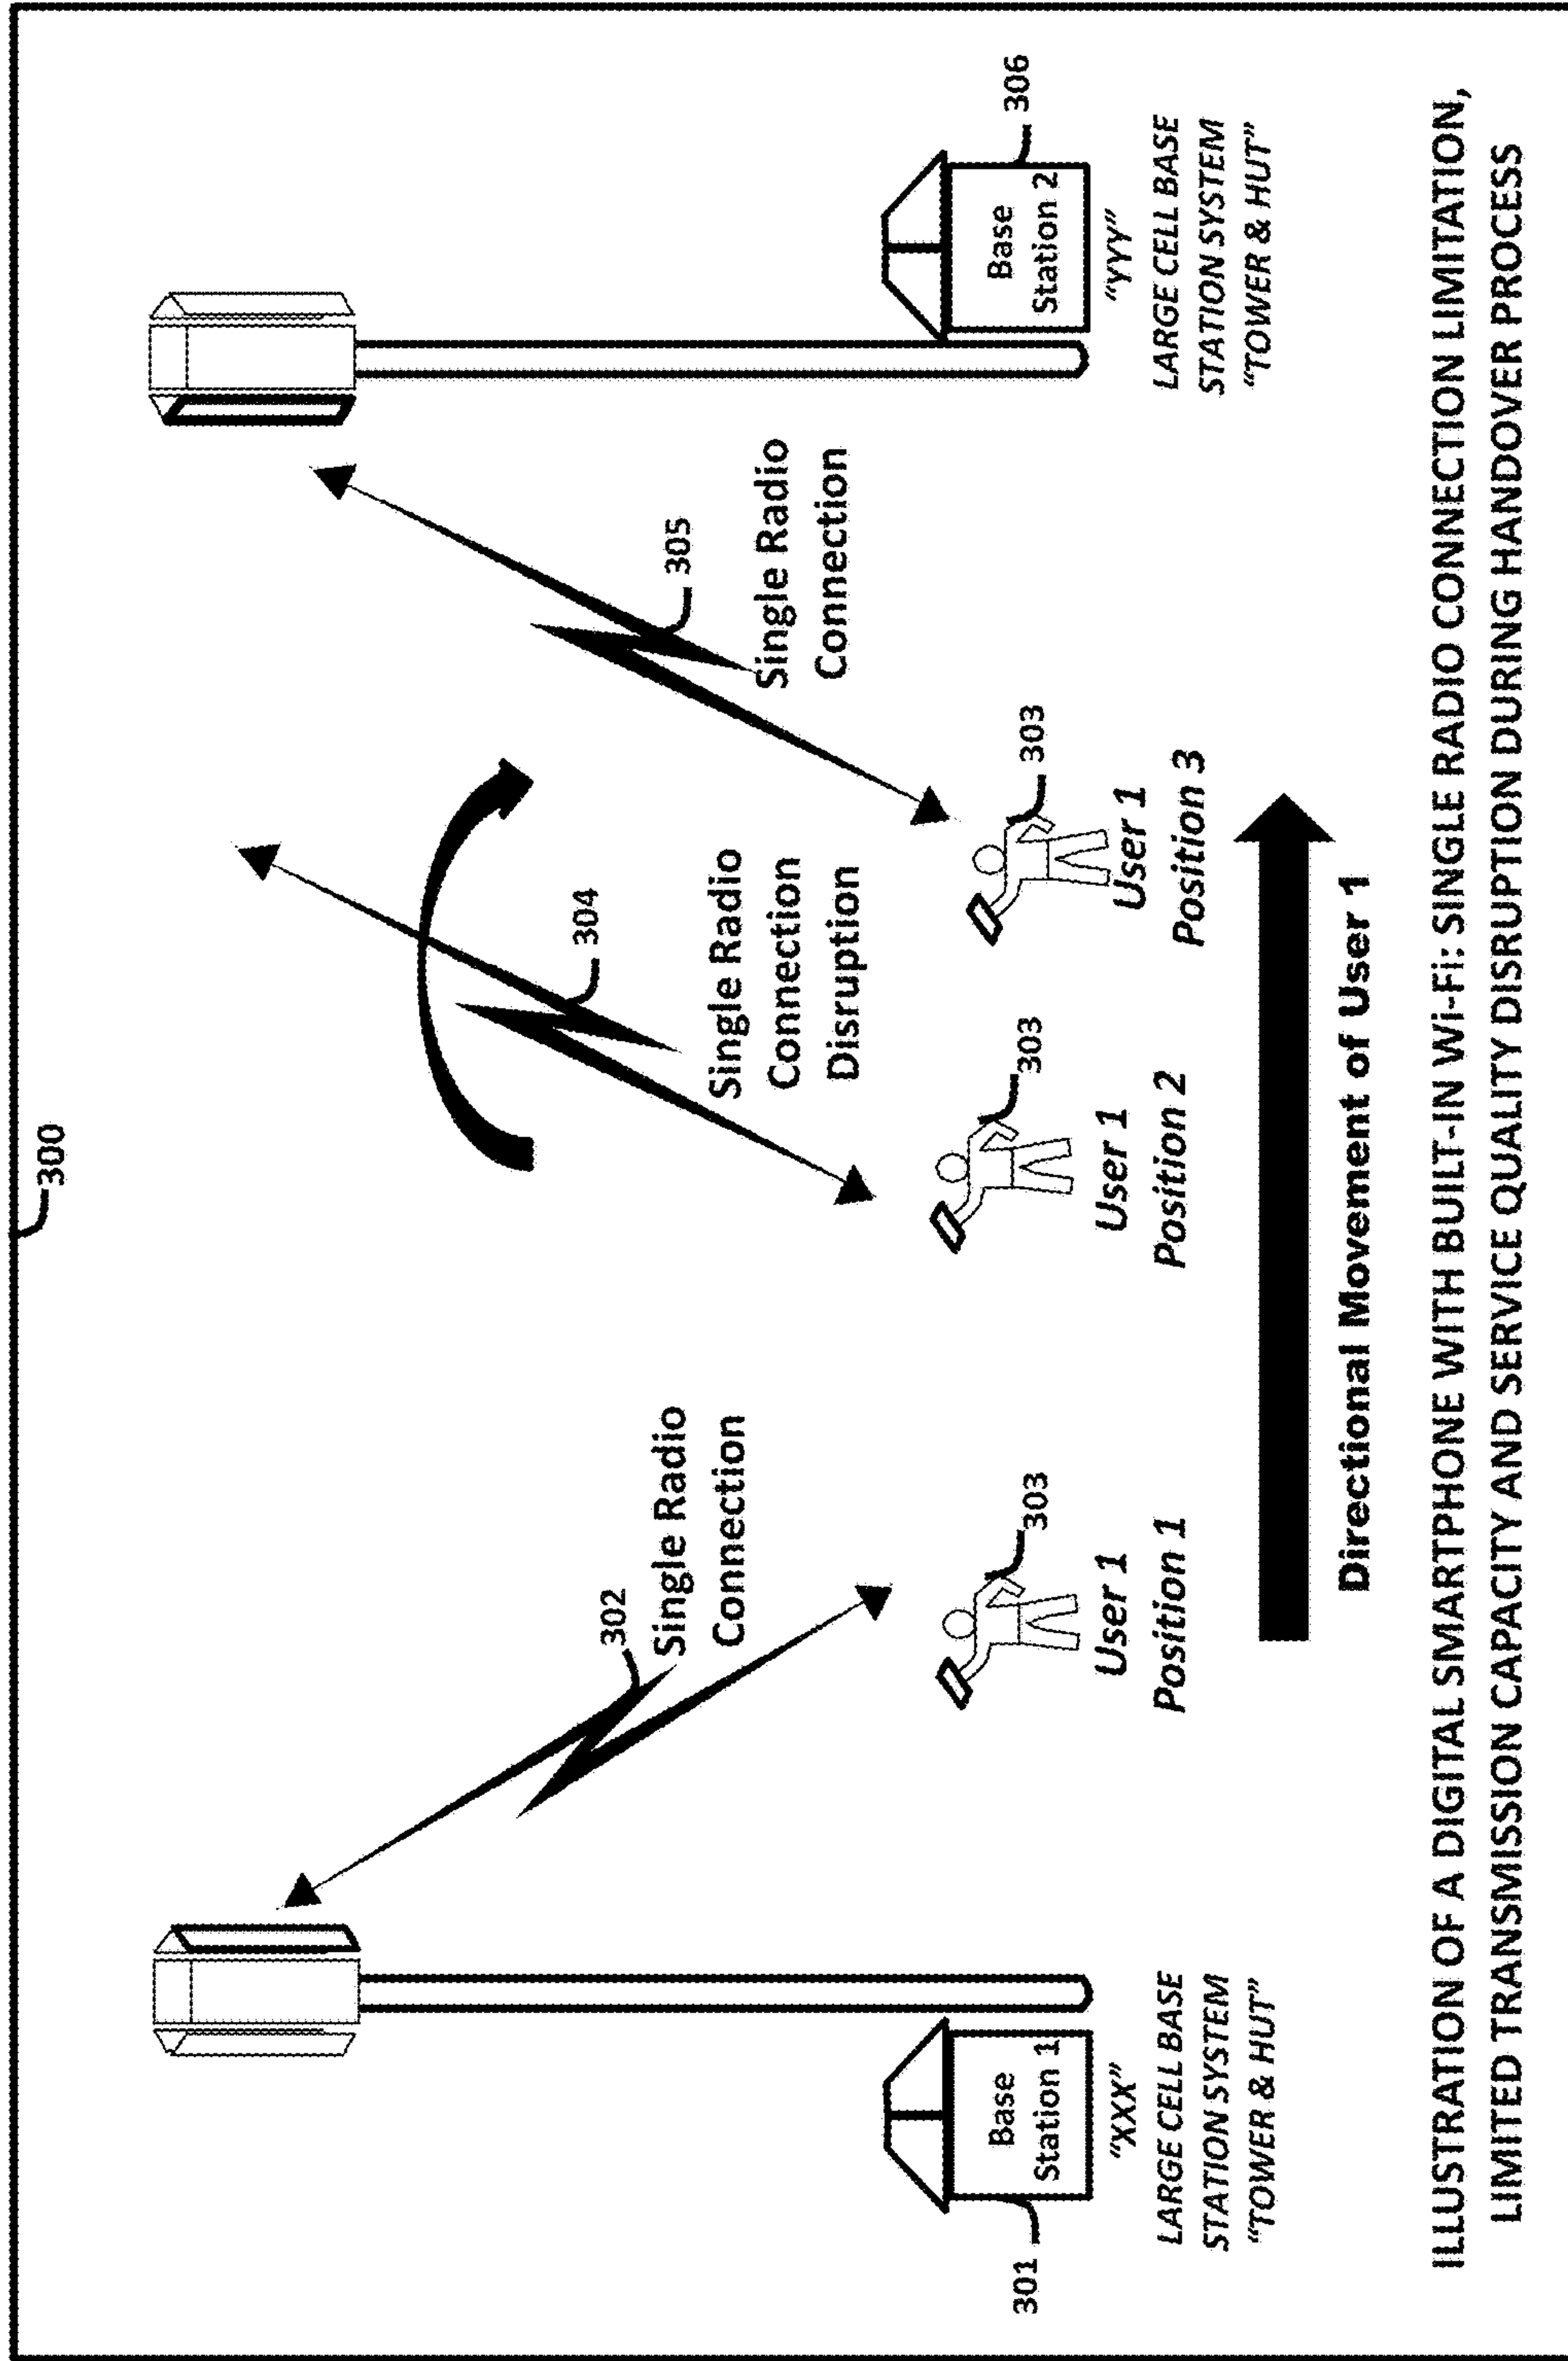 300
302
Single Radio
Connection
304
Single Radio
Connection
Disruption
305
Single Radio
Connection
301
Base
Station 1
"XXX"
LARGE CELL BASE
STATION SYSTEM
"TOWER & HUT"
303
User 1
Position 1
303
User 1
Position 2
303
User 1
Position 3
306
Base
Station 2
"YYY"
LARGE CELL BASE
STATION SYSTEM
"TOWER & HUT"
Directional Movement of User 1
ILLUSTRATION OF A DIGITAL SMARTPHONE WITH BUILT-IN Wi-Fi: SINGLE RADIO CONNECTION LIMITATION,
LIMITED TRANSMISSION CAPACITY AND SERVICE QUALITY DISRUPTION DURING HANDOVER PROCESS